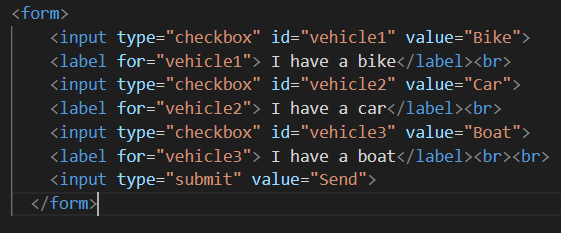 <form>
<input type="checkbox" id="vehicle1" value="Bike">
<label for="vehicle1"> I have a bike</label><br>
<input type="checkbox" id="vehicle2" value="Car">
<label for="vehicle2"> I have a car</label><br>
<input type="checkbox" id="vehicle3" value="Boat">
<label for="vehicle3"> I have a boat</label><br><br>
<input type="submit" value="Send">
</form>